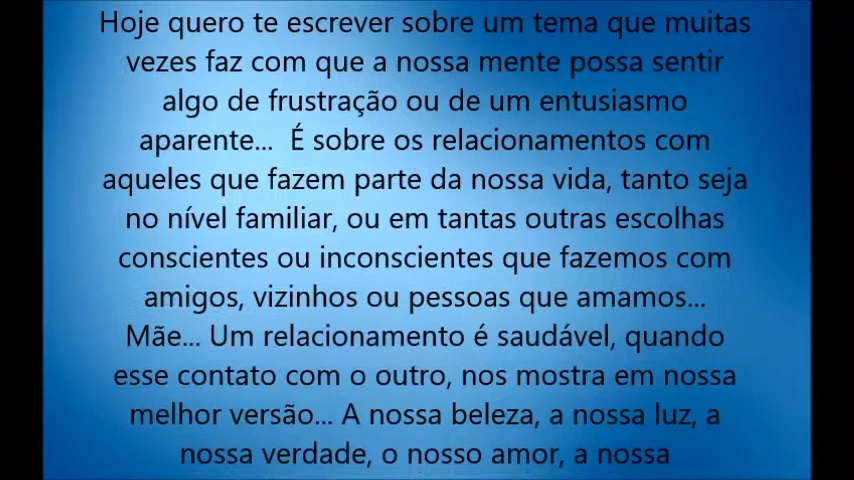 Hoje quero te escrever sobre um tema que muitas
vezes faz com que a nossa mente possa sentir
algo de frustração ou de um entusiasmo
aparente...  É sobre os relacionamentos com
aqueles que fazem parte da nossa vida, tanto seja
no nível familiar, ou em tantas outras escolhas
conscientes ou inconscientes que fazemos com
amigos, vizinhos ou pessoas que amamos...
Mãe... Um relacionamento é saudável, quando
esse contato com o outro, nos mostra em nossa
melhor versão... A nossa beleza, a nossa luz, a
nossa verdade, o nosso amor, a nossa